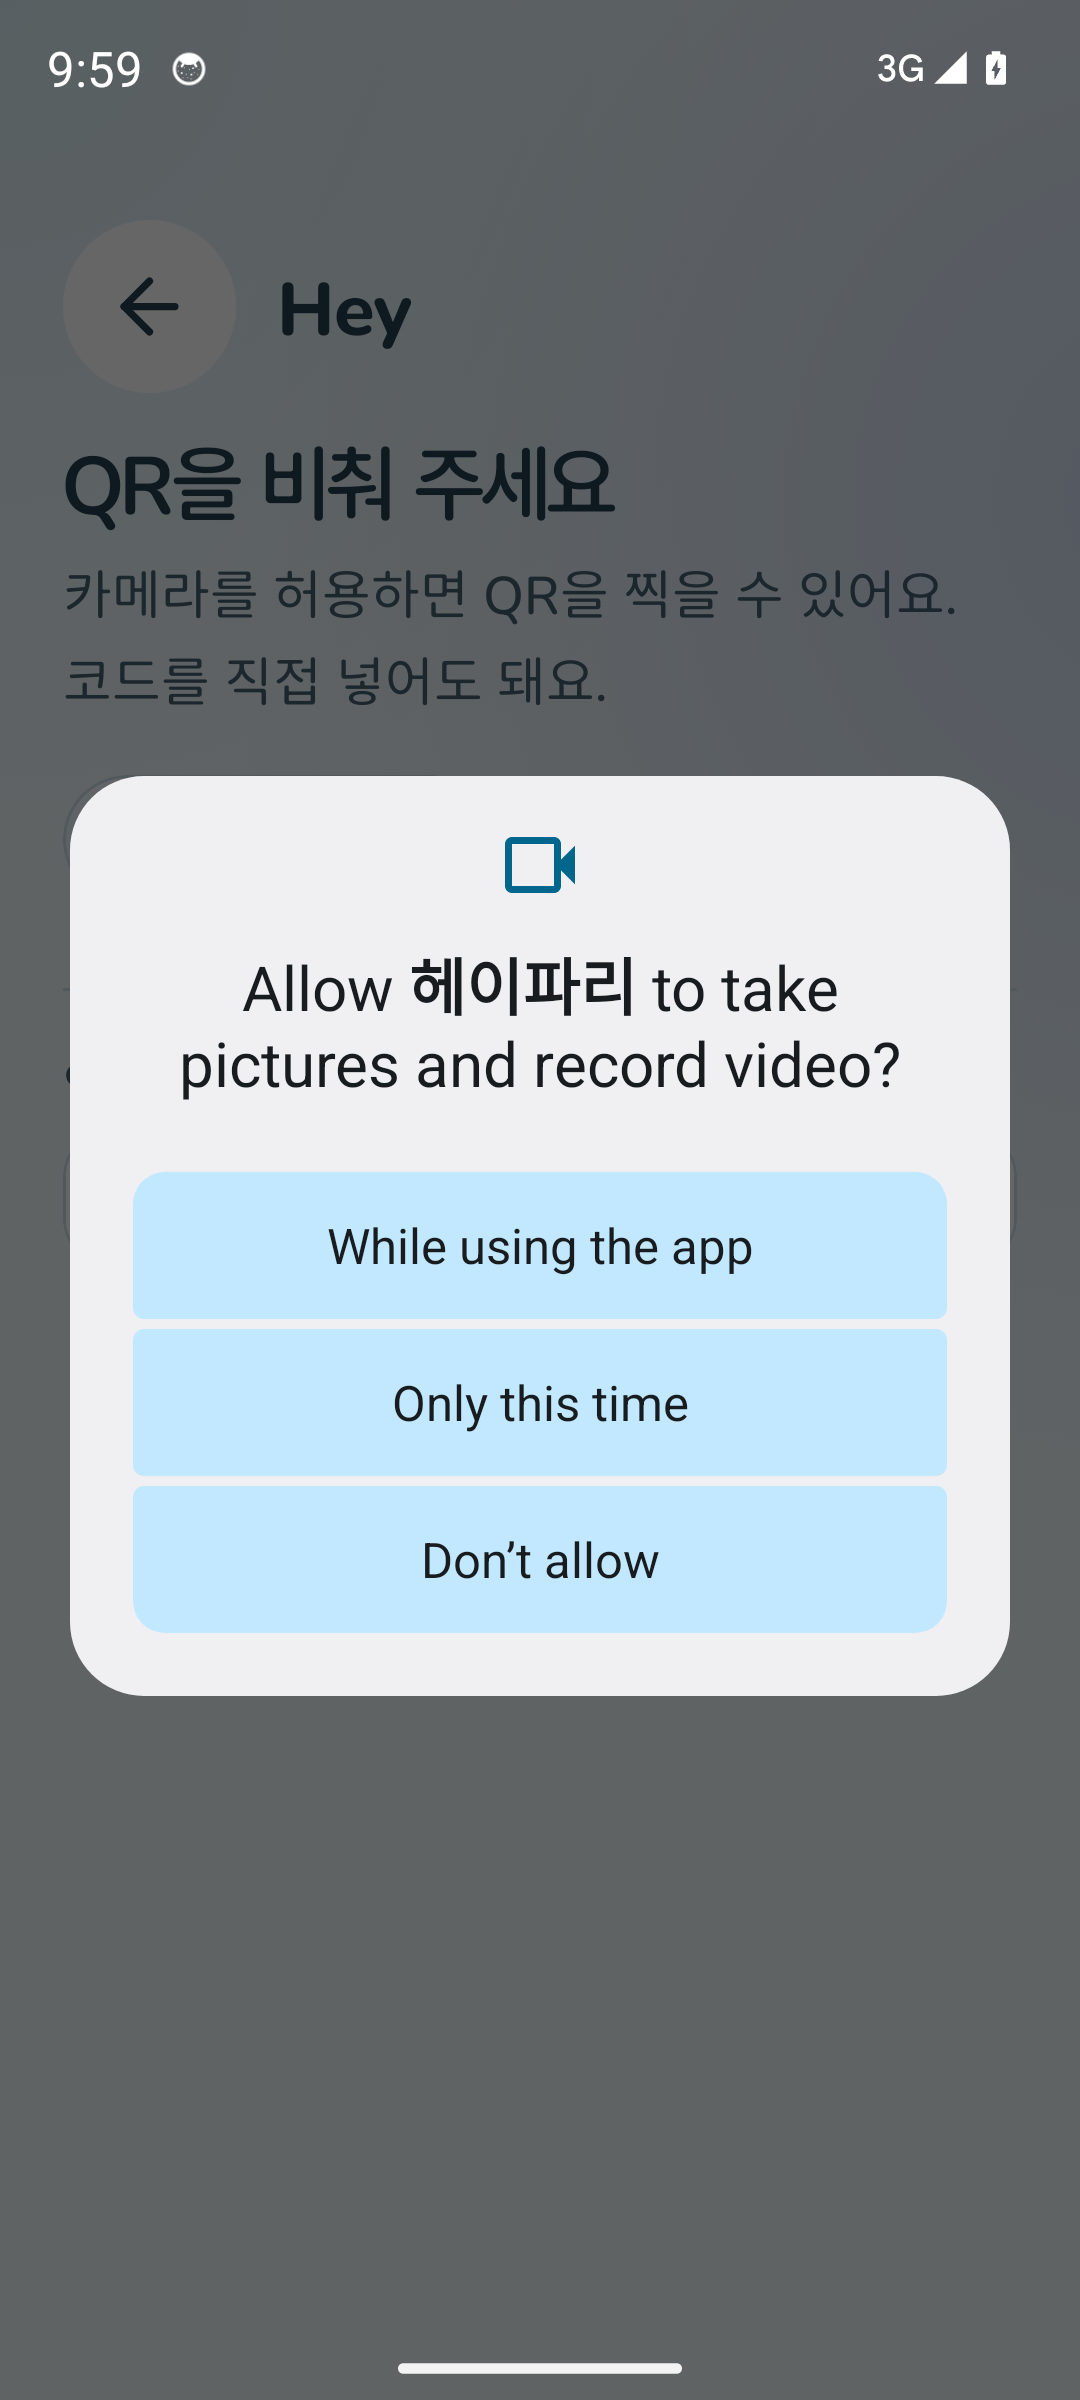 9:59
3G
Hey
QR을 비춰 주세요
카메라를 허용하면 QR을 찍을 수 있어요.
코드를 직접 넣어도 돼요.
Allow 헤이파리 to take
pictures and record video?
While using the app
Only this time
Don’t allow